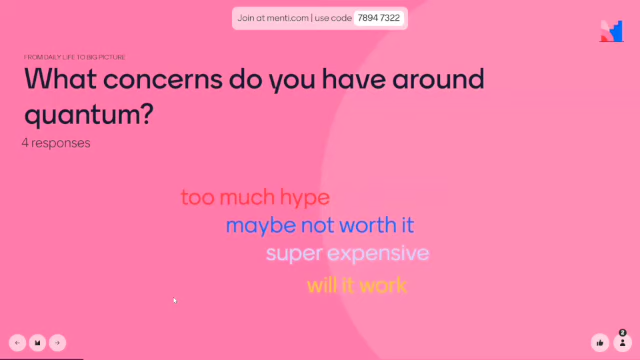 Join at menti.com | use code 7894 7322
FROM DAILY LIFE TO BIG PICTURE
What concerns do you have around
quantum?
4 responses
too much hype
maybe not worth it
super expensive
will it work
2